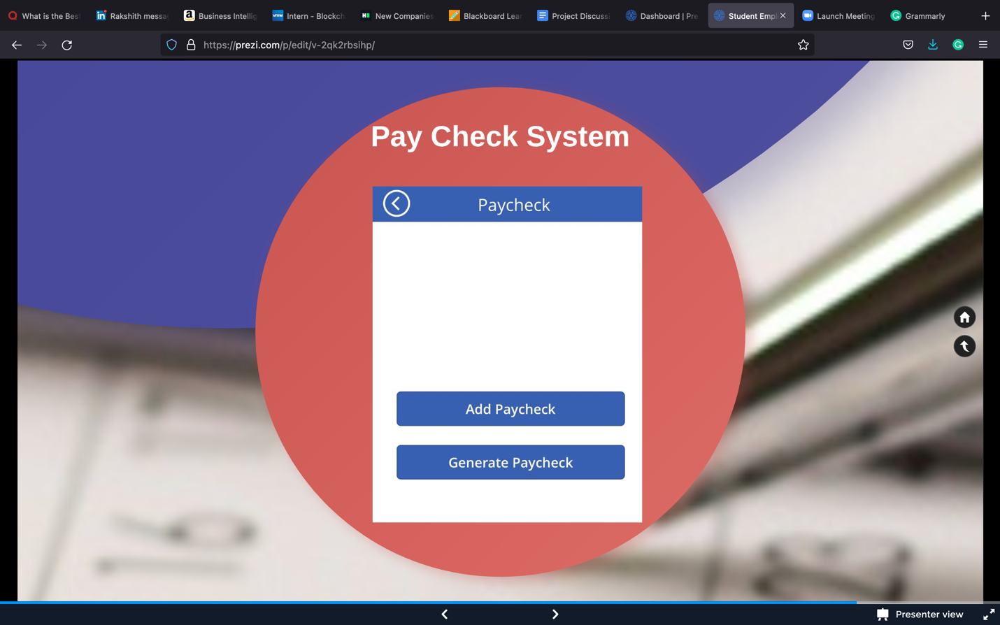 What is the Bes
Rakshith messa
Business Intellig
Intern – Blockch
New Companies
Blackboard Lear
Project Discussi
Dashboard | Pre
Student Empl
Launch Meeting
Grammarly
https://prezi.com/p/edit/v-2qk2rbsihp/
Pay Check System
Paycheck
Add Paycheck
Generate Paycheck
Presenter view